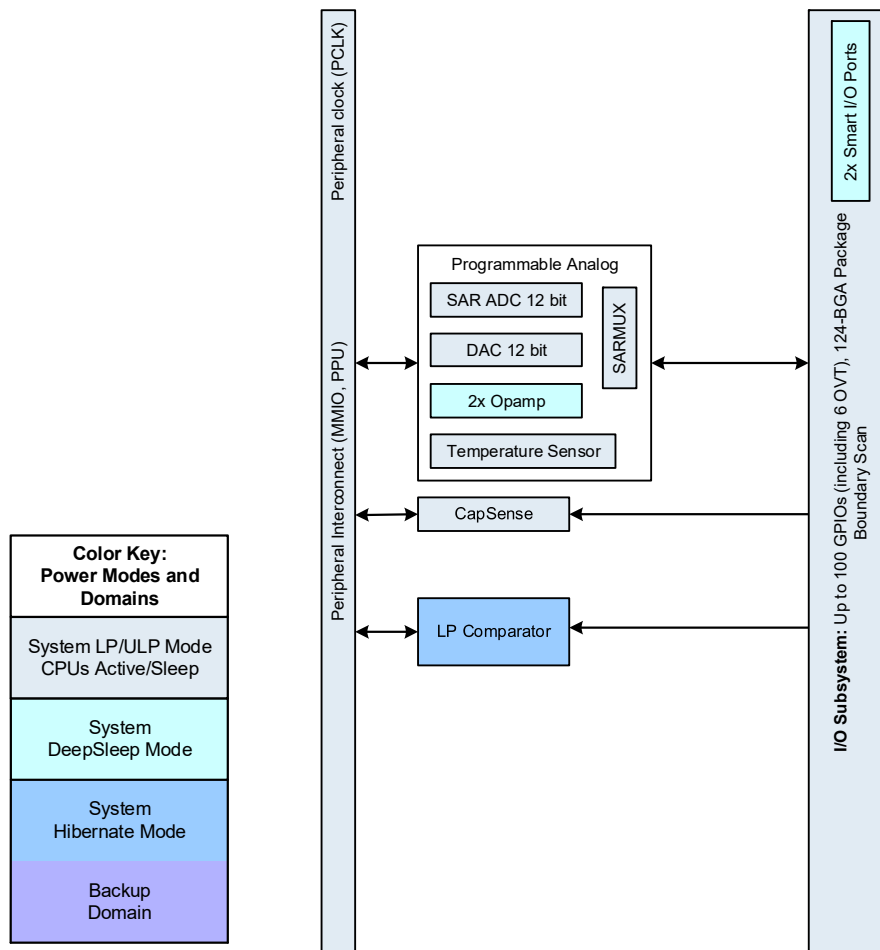 Peripheral clock (PCLK)
Peripheral Interconnect (MMIO, PPU)
Programmable Analog
SAR ADC 12 bit
DAC 12 bit
2x Opamp
Temperature Sensor
SARMUX
CapSense
LP Comparator
2x Smart I/O Ports
I/O Subsystem: Up to 100 GPIOs (including 6 OVT), 124-BGA Package
Boundary Scan
Color Key:
Power Modes and
Domains
System LP/ULP Mode
CPUs Active/Sleep
System
DeepSleep Mode
System
Hibernate Mode
Backup
Domain